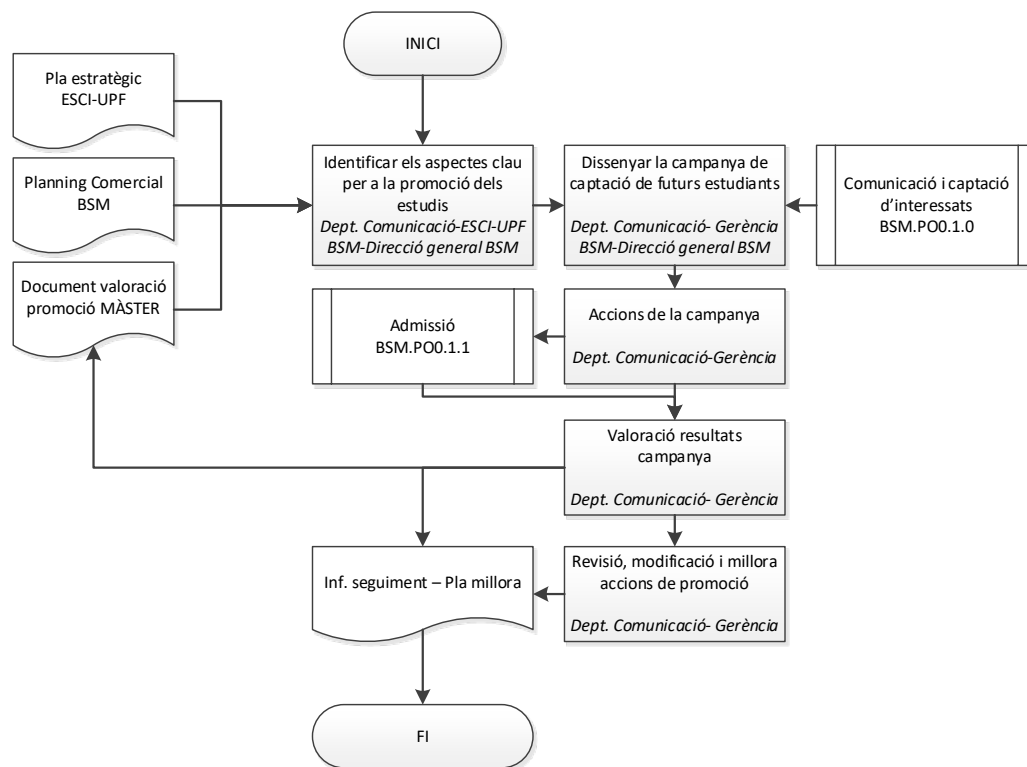 INICI
Pla estratègic
ESCI-UPF
Planning Comercial
BSM
Document valoració
promoció MÀSTER
Identificar els aspectes clau
per a la promoció dels
estudis
Dept. Comunicació-ESCI-UPF
BSM-Direcció general BSM
Dissenyar la campanya de
captació de futurs estudiants
Dept. Comunicació- Gerència
BSM-Direcció general BSM
Comunicació i captació
d'interessats
BSM.PO0.1.0
Admissió
BSM.PO0.1.1
Accions de la campanya
Dept. Comunicació-Gerència
Valoració resultats
campanya
Dept. Comunicació- Gerència
Inf. seguiment – Pla millora
Revisió, modificació i millora
accions de promoció
Dept. Comunicació- Gerència
FI